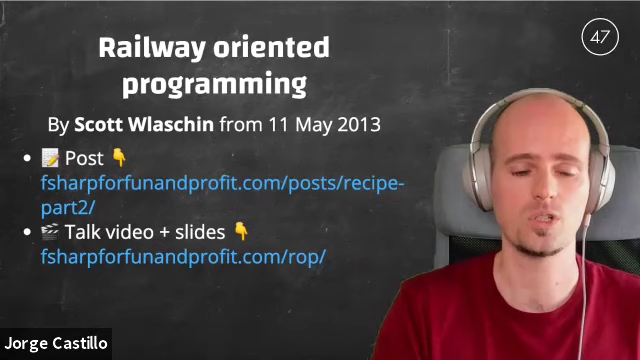 47
Railway oriented
programming
By Scott Wlaschin from 11 May 2013
📝 Post 👇
fsharpforfunandprofit.com/posts/recipe-
part2/
🎬 Talk video + slides 👇
fsharpforfunandprofit.com/rop/
Jorge Castillo